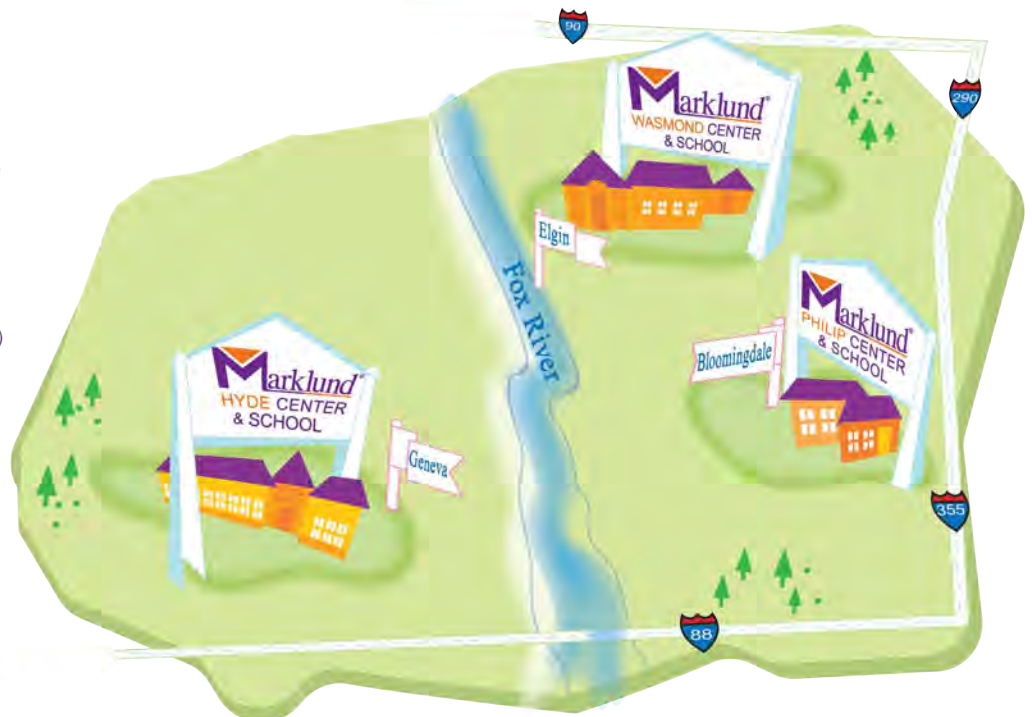 90
290
Marklund®
WASMOND CENTER
& SCHOOL
Elgin
Fox River
Marklund®
PHILIP CENTER
& SCHOOL
Bloomingdale
Marklund®
HYDE CENTER
& SCHOOL
Geneva
355
88